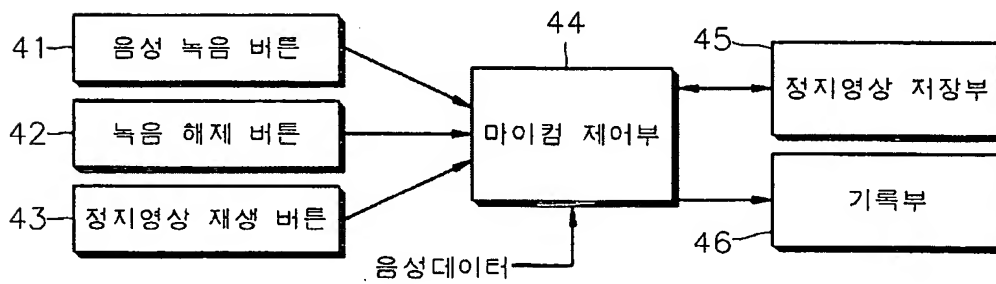 41
음성 녹음 버튼
42
녹음 해제 버튼
43
정지영상 재생 버튼
44
마이컴 제어부
음성데이터
45
정지영상 저장부
기록부
46